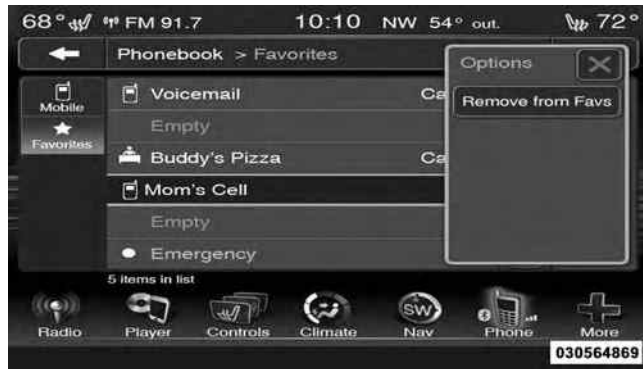 68° FM 91.7 10:10 NW 54° out. 72°
Phonebook > Favorites
Options
Mobile
Voicemail Ca
Remove from Favs
Empty
Favorites
Buddy's Pizza Ca
Mom's Cell
Empty
Emergency
5 items in list
SW
Radio Player Controls Climate Nav Phone More
030564869